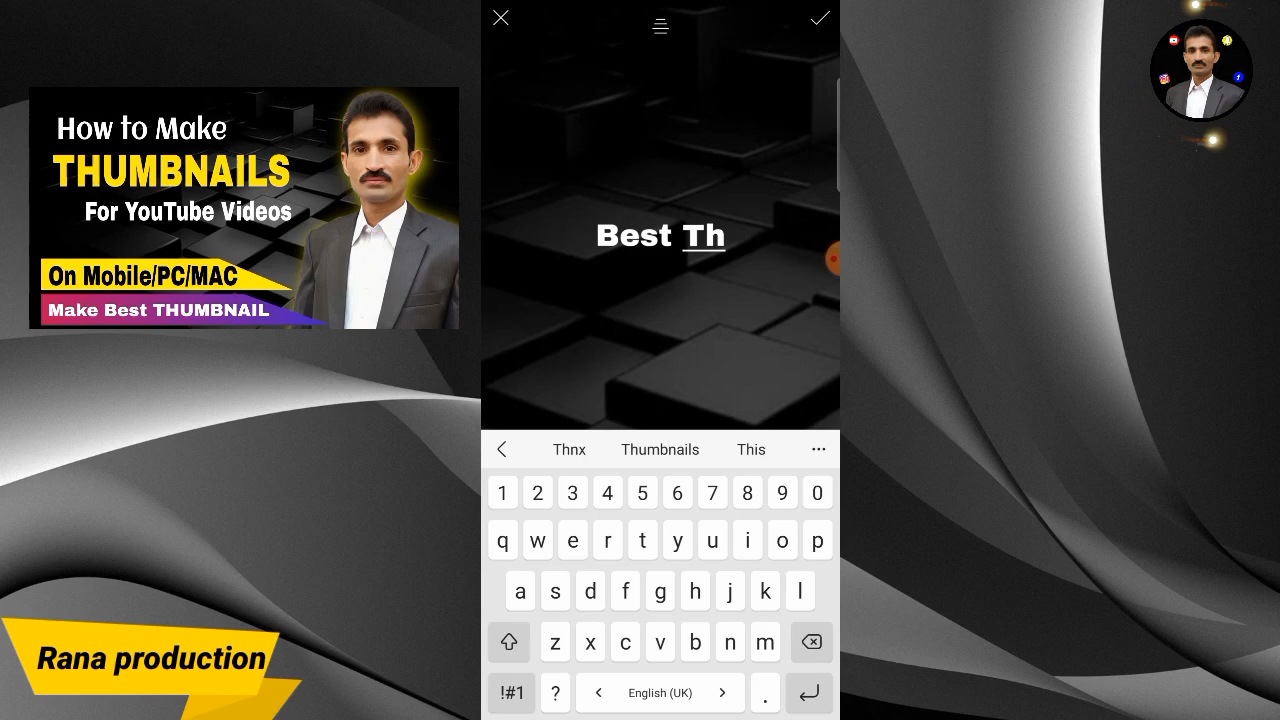 How to Make
THUMBNAILS
For YouTube Videos
On Mobile/PC/MAC
Make Best THUMBNAIL
Rana production
Best Th
Thnx Thumbnails This ...
1 2 3 4 5 6 7 8 9 0
q w e r t y u i o p
a s d f g h j k l
z x c v b n m
!#1 ? < English (UK) > .